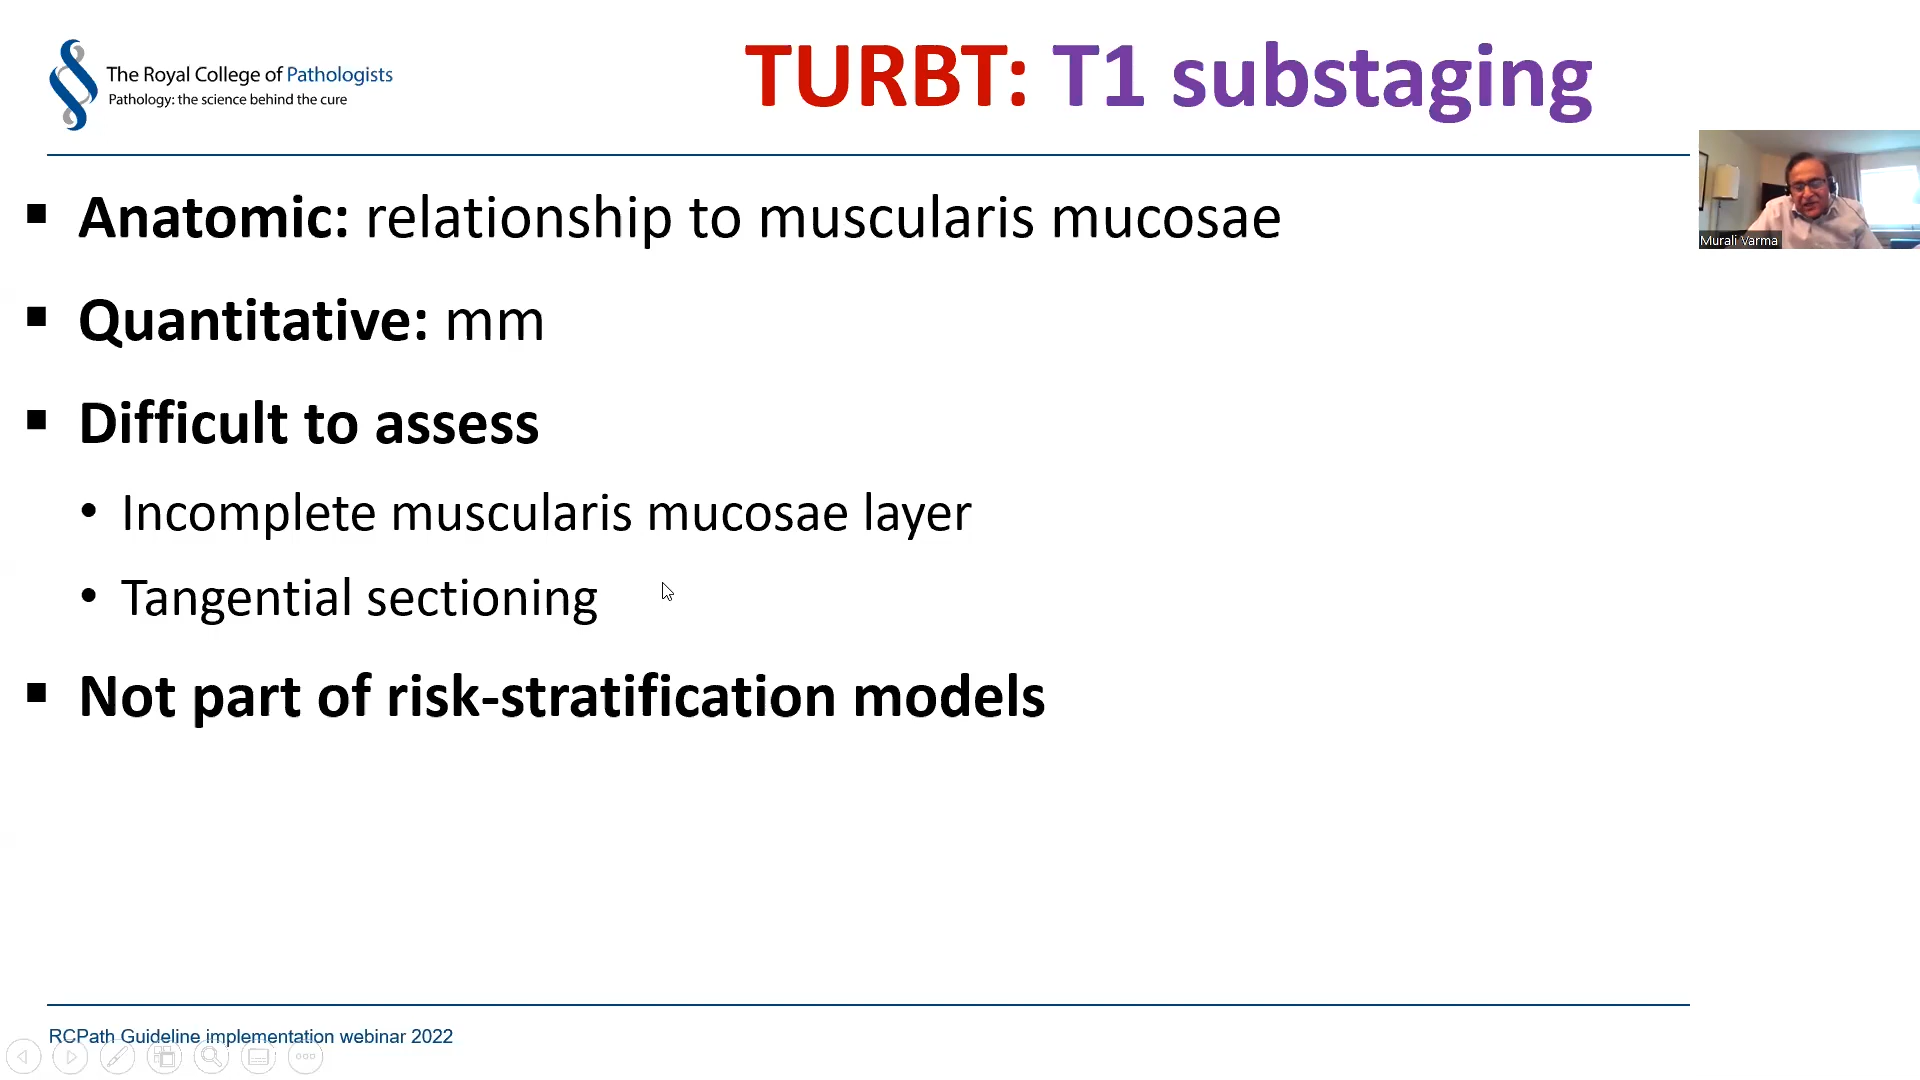 The Royal College of Pathologists
Pathology: the science behind the cure
TURBT: T1 substaging
Murali Varma
▪ Anatomic: relationship to muscularis mucosae
▪ Quantitative: mm
▪ Difficult to assess
• Incomplete muscularis mucosae layer
• Tangential sectioning
▪ Not part of risk-stratification models
RCPath Guideline implementation webinar 2022